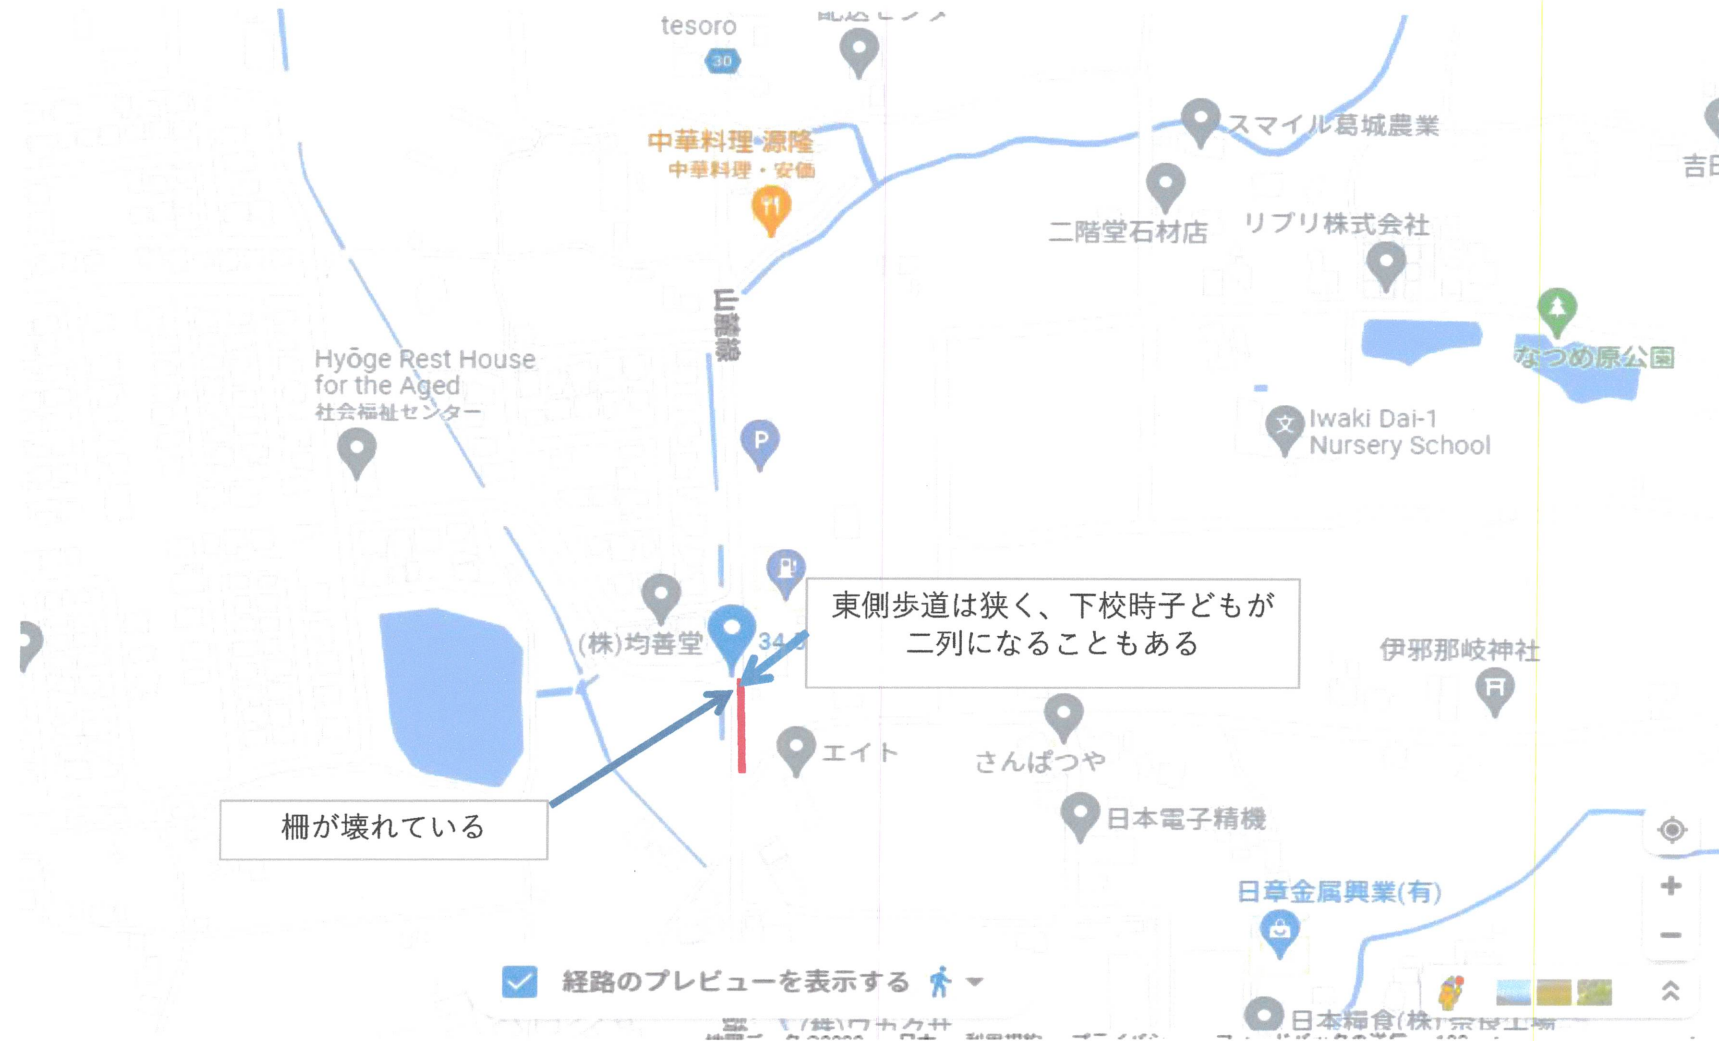 tesoro
30
中華料理 源隆
中華料理・安価
スマイル葛城農業
二階堂石材店
リブリ株式会社
山麓線
なつめ原公園
Hyōge Rest House
for the Aged
社会福祉センター
P
文
Iwaki Dai-1
Nursery School
東側歩道は狭く、下校時子どもが
二列になることもある
(株)均善堂
34.
伊邪那岐神社
エイト
さんぱつや
柵が壊れている
日本電子精機
日章金属興業(有)
経路のプレビューを表示する